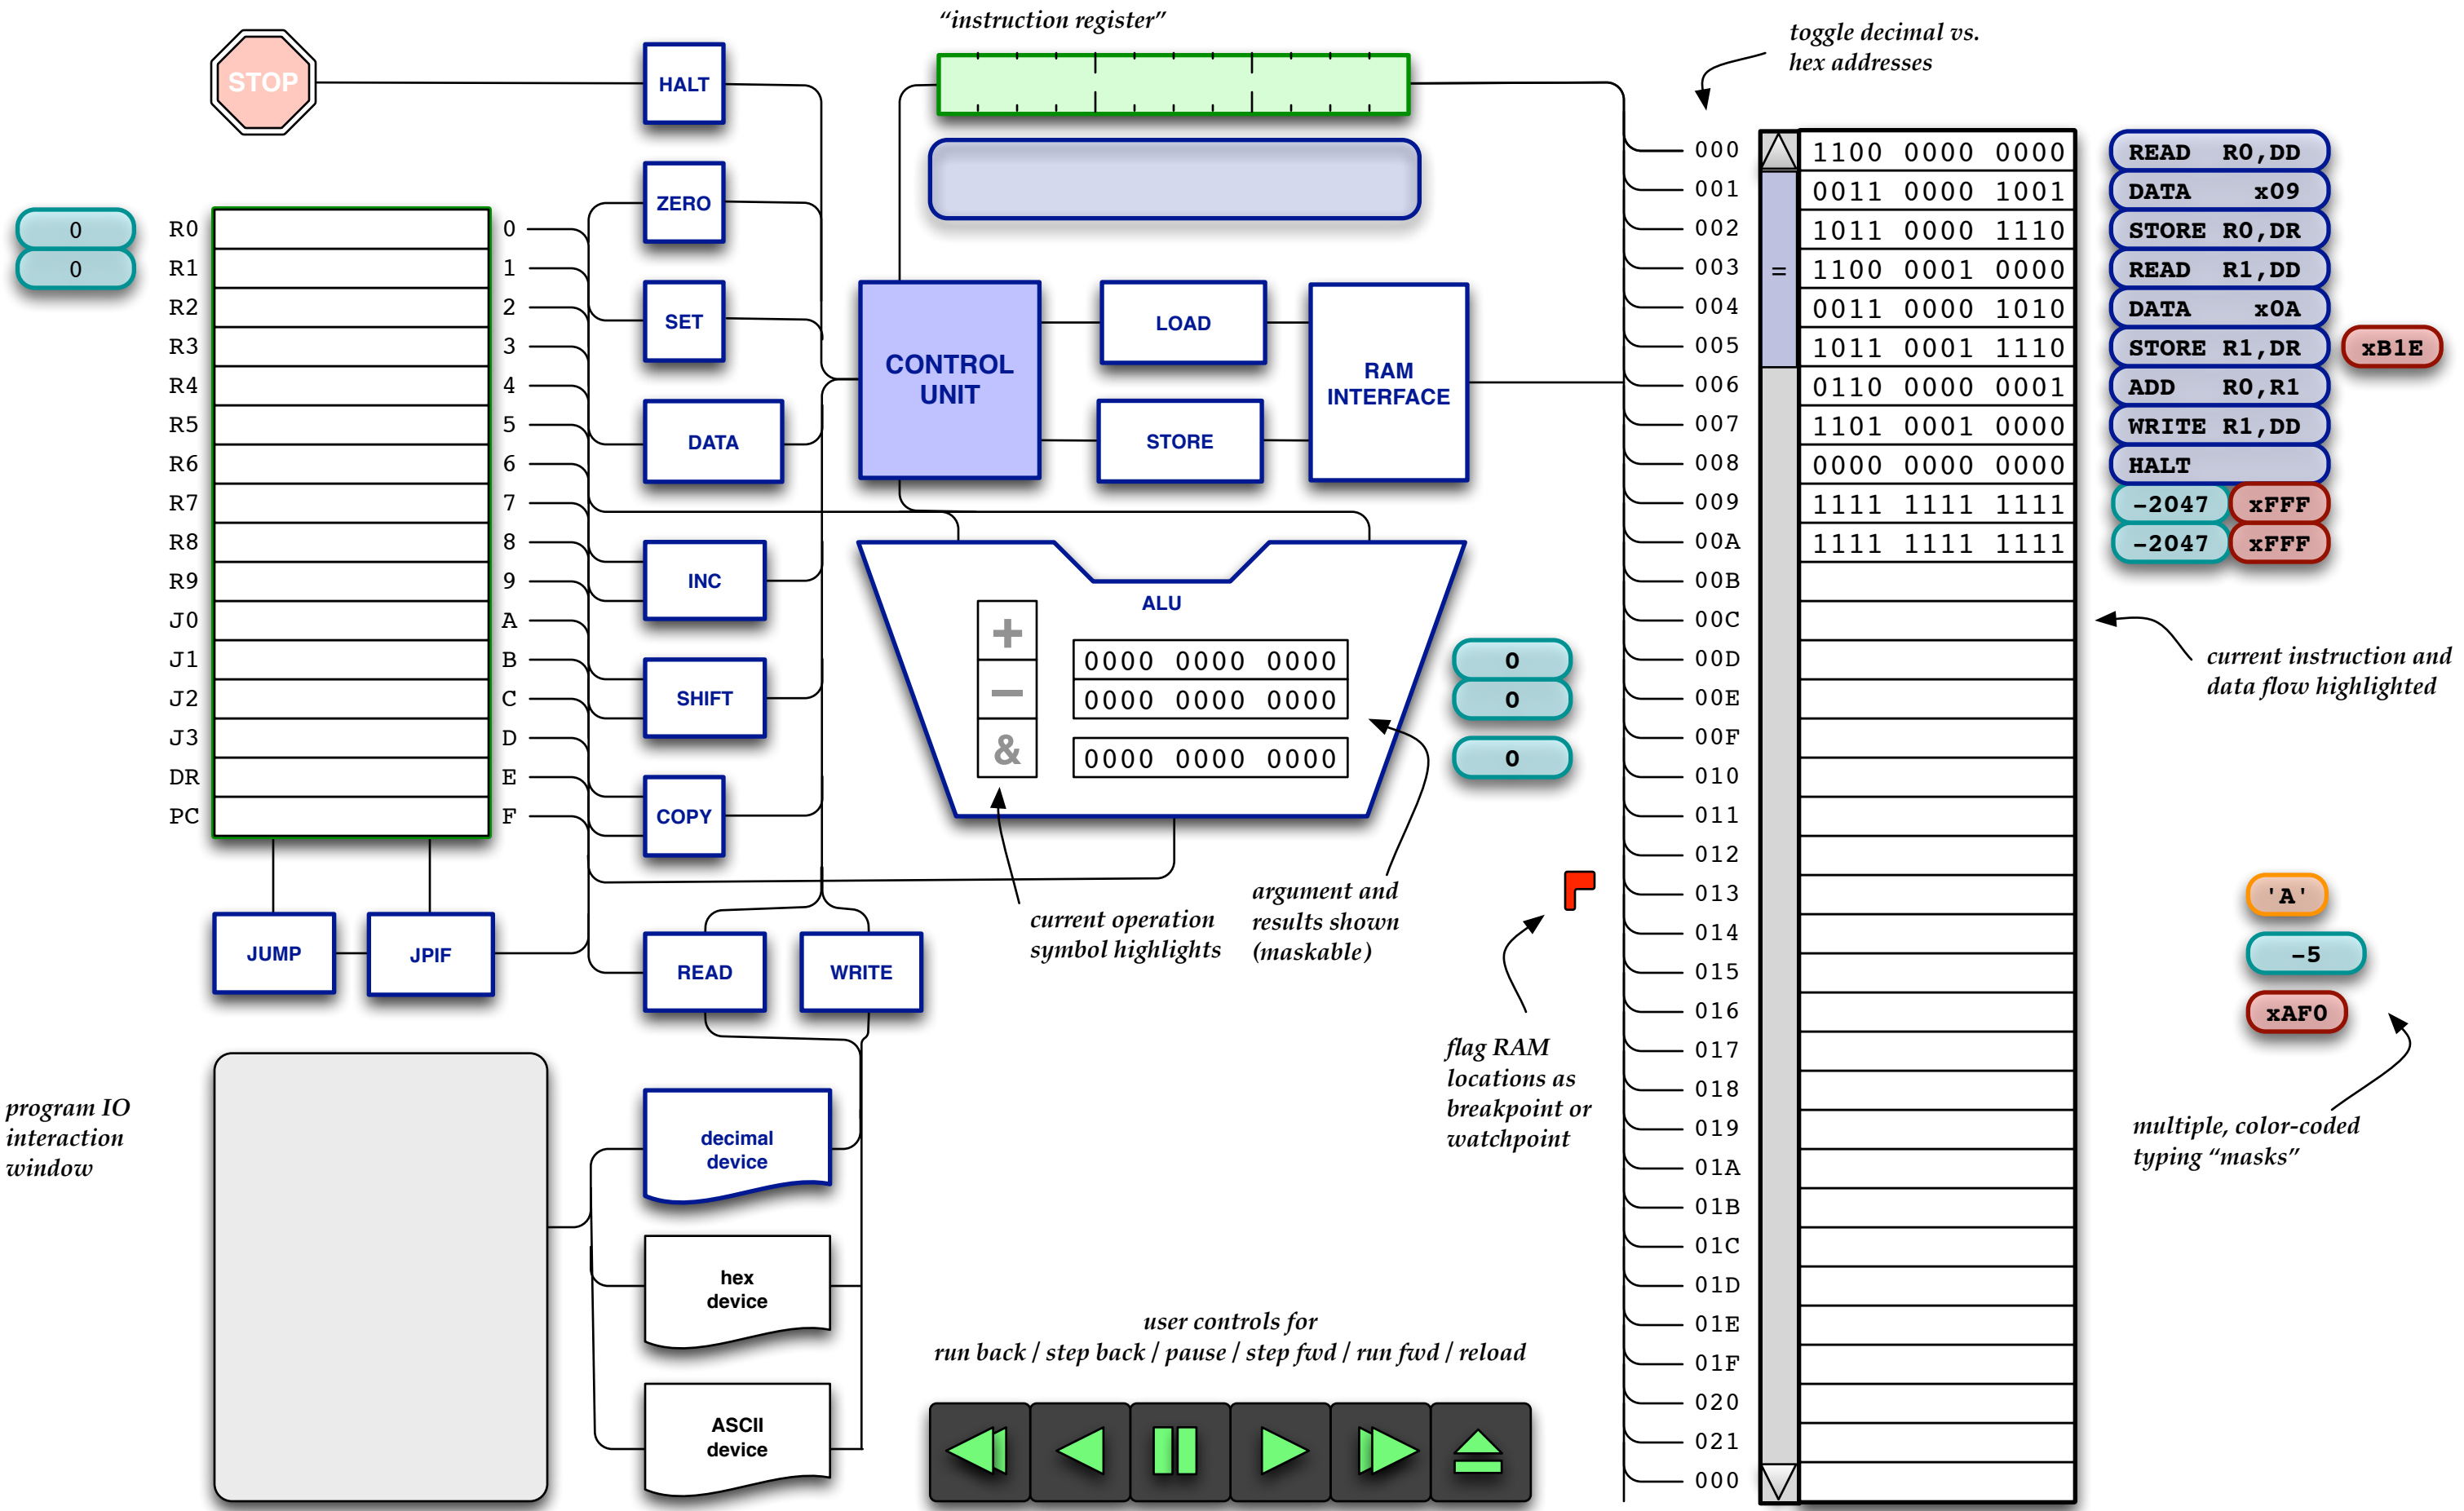 “instruction register”
toggle decimal vs.
hex addresses
STOP
HALT
ZERO
SET
DATA
INC
SHIFT
COPY
READ
WRITE
JUMP
JPIF
0
0
R0
R1
R2
R3
R4
R5
R6
R7
R8
R9
J0
J1
J2
J3
DR
PC
0
1
2
3
4
5
6
7
8
9
A
B
C
D
E
F
CONTROL
UNIT
LOAD
STORE
RAM
INTERFACE
ALU
+
−
&
0000 0000 0000
0000 0000 0000
0000 0000 0000
0
0
0
current operation
symbol highlights
argument and
results shown
(maskable)
flag RAM
locations as
breakpoint or
watchpoint
program IO
interaction
window
decimal
device
hex
device
ASCII
device
user controls for
run back / step back / pause / step fwd / run fwd / reload
=
000 1100 0000 0000 READ R0,DD
001 0011 0000 1001 DATA x09
002 1011 0000 1110 STORE R0,DR
003 1100 0001 0000 READ R1,DD
004 0011 0000 1010 DATA x0A
005 1011 0001 1110 STORE R1,DR xB1E
006 0110 0000 0001 ADD R0,R1
007 1101 0001 0000 WRITE R1,DD
008 0000 0000 0000 HALT
009 1111 1111 1111 -2047 xFFF
00A 1111 1111 1111 -2047 xFFF
00B
00C
00D
00E
00F
010
011
012
013
014
015
016
017
018
019
01A
01B
01C
01D
01E
01F
020
021
000
current instruction and
data flow highlighted
'A'
-5
xAF0
multiple, color-coded
typing “masks”